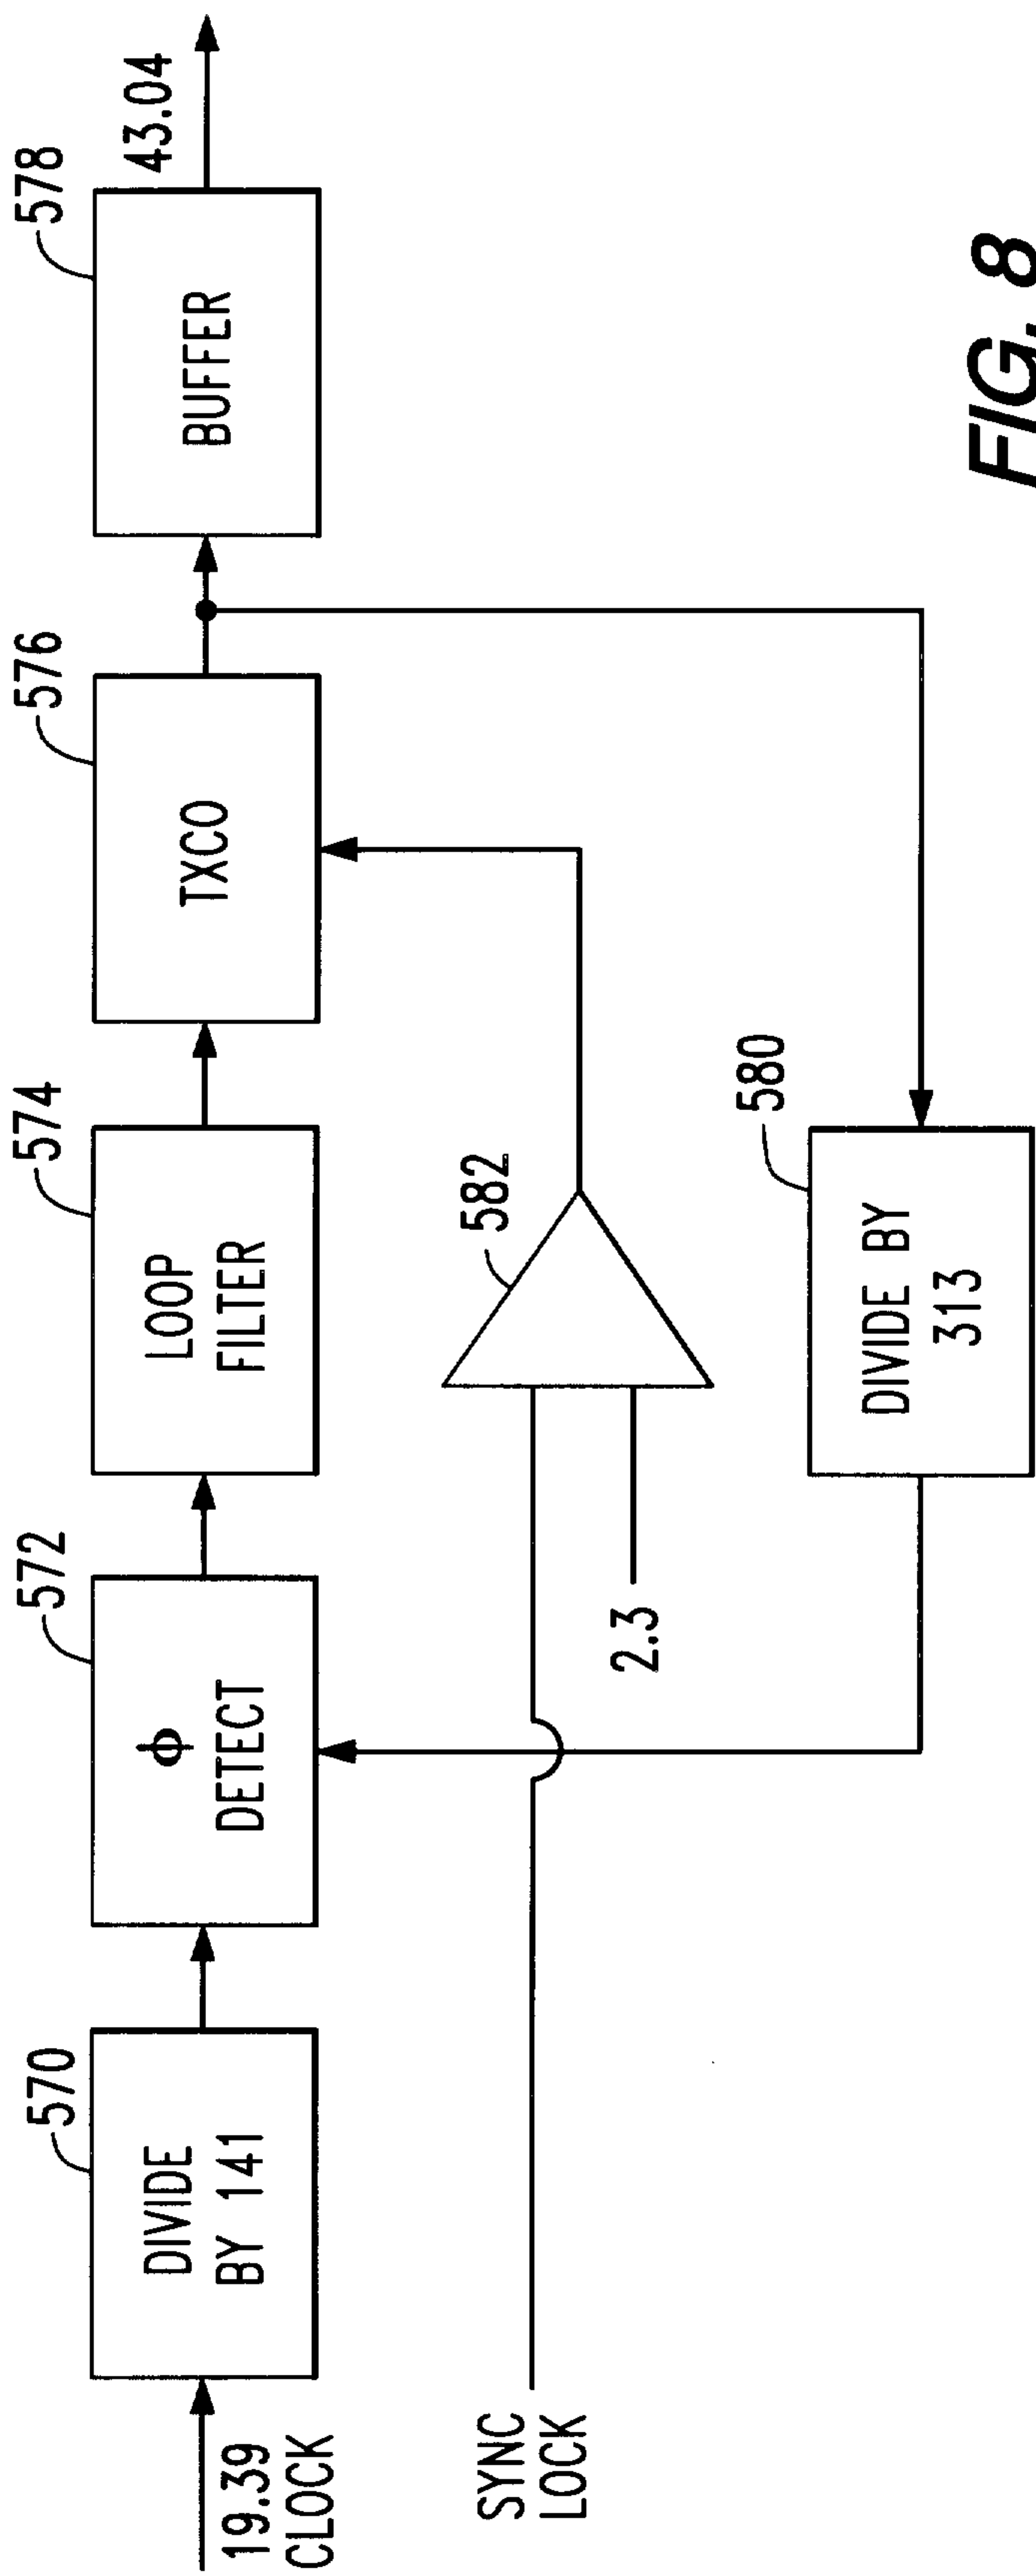 19.39
CLOCK
570
DIVIDE
BY 141
572
ϕ
DETECT
574
LOOP
FILTER
576
TXCO
578
BUFFER
43.04
SYNC
LOCK
2.3
582
580
DIVIDE BY
313
FIG. 8